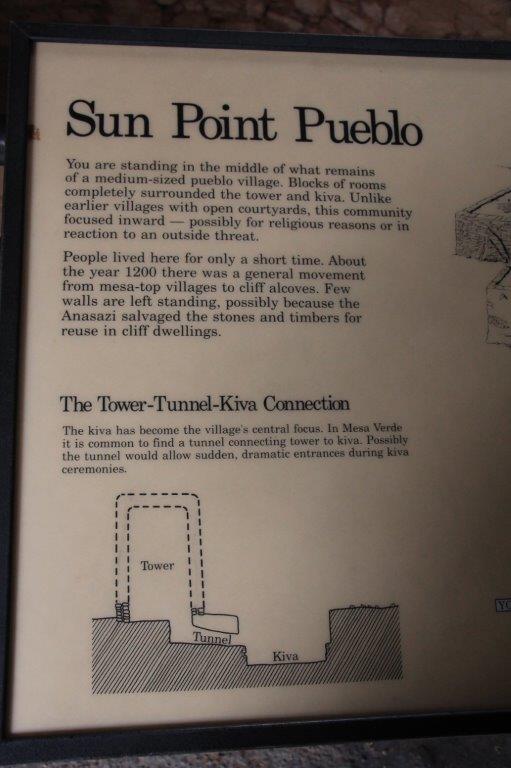 Sun Point Pueblo
You are standing in the middle of what remains
of a medium-sized pueblo village. Blocks of rooms
completely surrounded the tower and kiva. Unlike
earlier villages with open courtyards, this community
focused inward — possibly for religious reasons or in
reaction to an outside threat.
People lived here for only a short time. About
the year 1200 there was a general movement
from mesa-top villages to cliff alcoves. Few
walls are left standing, possibly because the
Anasazi salvaged the stones and timbers for
reuse in cliff dwellings.
The Tower-Tunnel-Kiva Connection
The kiva has become the village's central focus. In Mesa Verde
it is common to find a tunnel connecting tower to kiva. Possibly
the tunnel would allow sudden, dramatic entrances during kiva
ceremonies.
Tower
Tunnel
Kiva